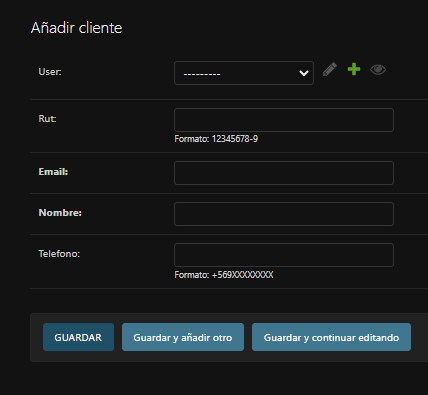 Añadir cliente
User:
---------
Rut:
Formato: 12345678-9
Email:
Nombre:
Telefono:
Formato: +569XXXXXXXX
GUARDAR Guardar y añadir otro Guardar y continuar editando